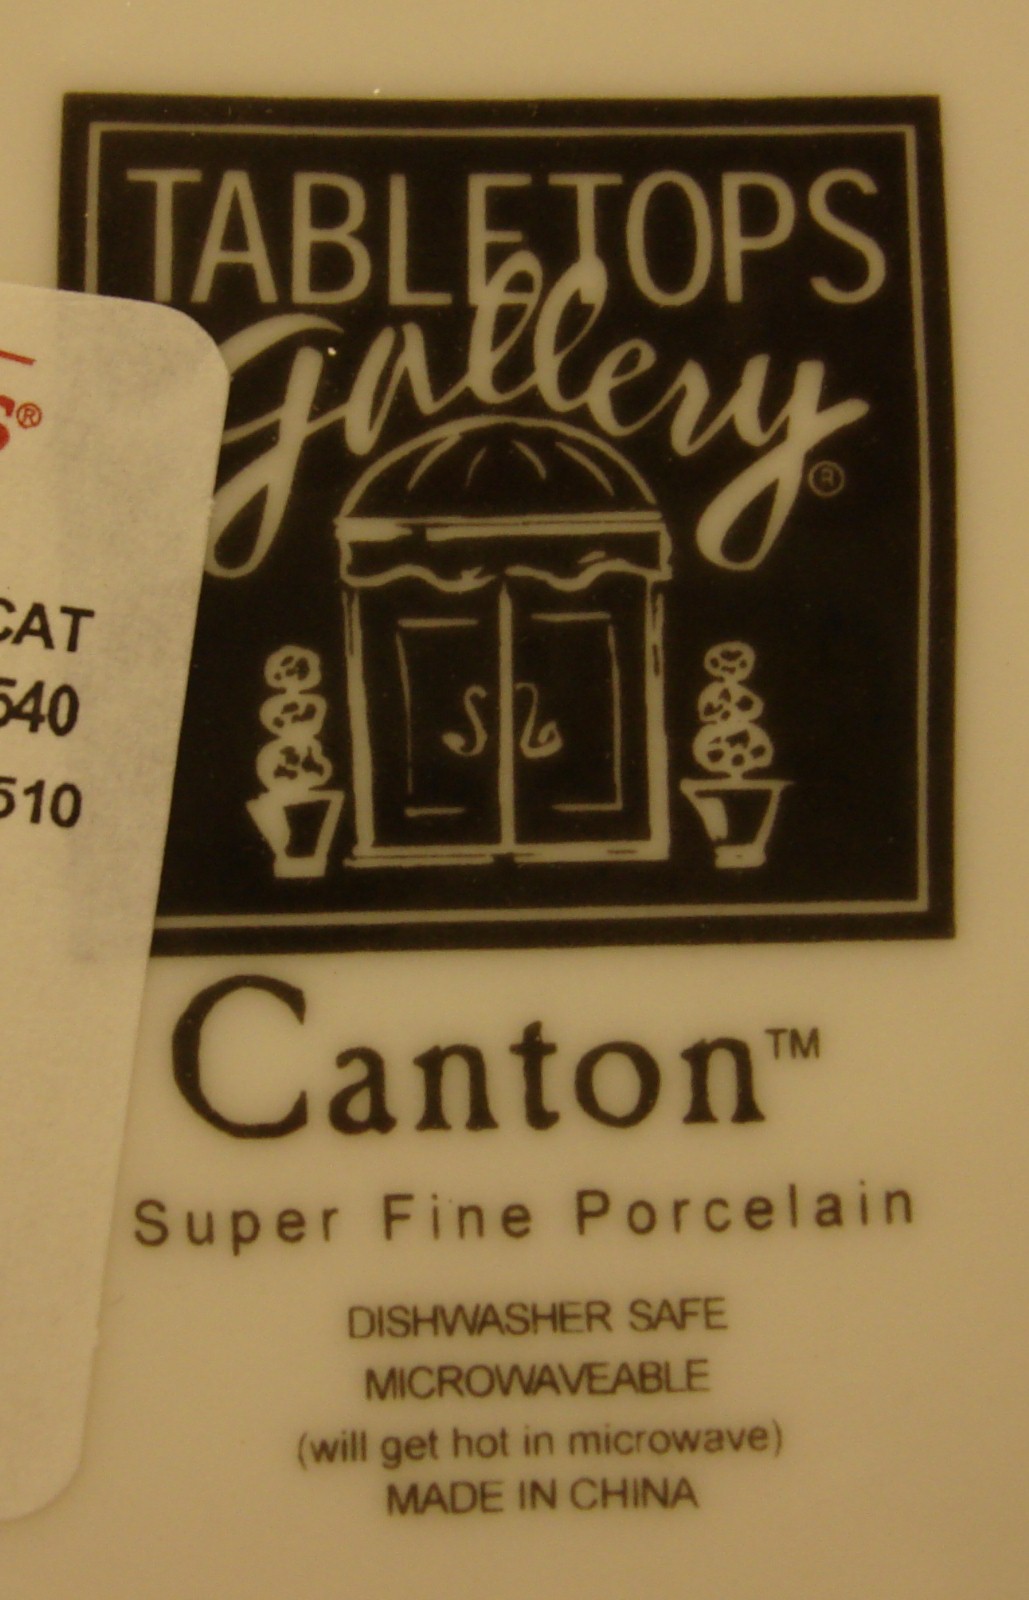 TABLETOPS
Gallery®
S®
CAT
540
510
Canton™
Super Fine Porcelain
DISHWASHER SAFE
MICROWAVEABLE
(will get hot in microwave)
MADE IN CHINA